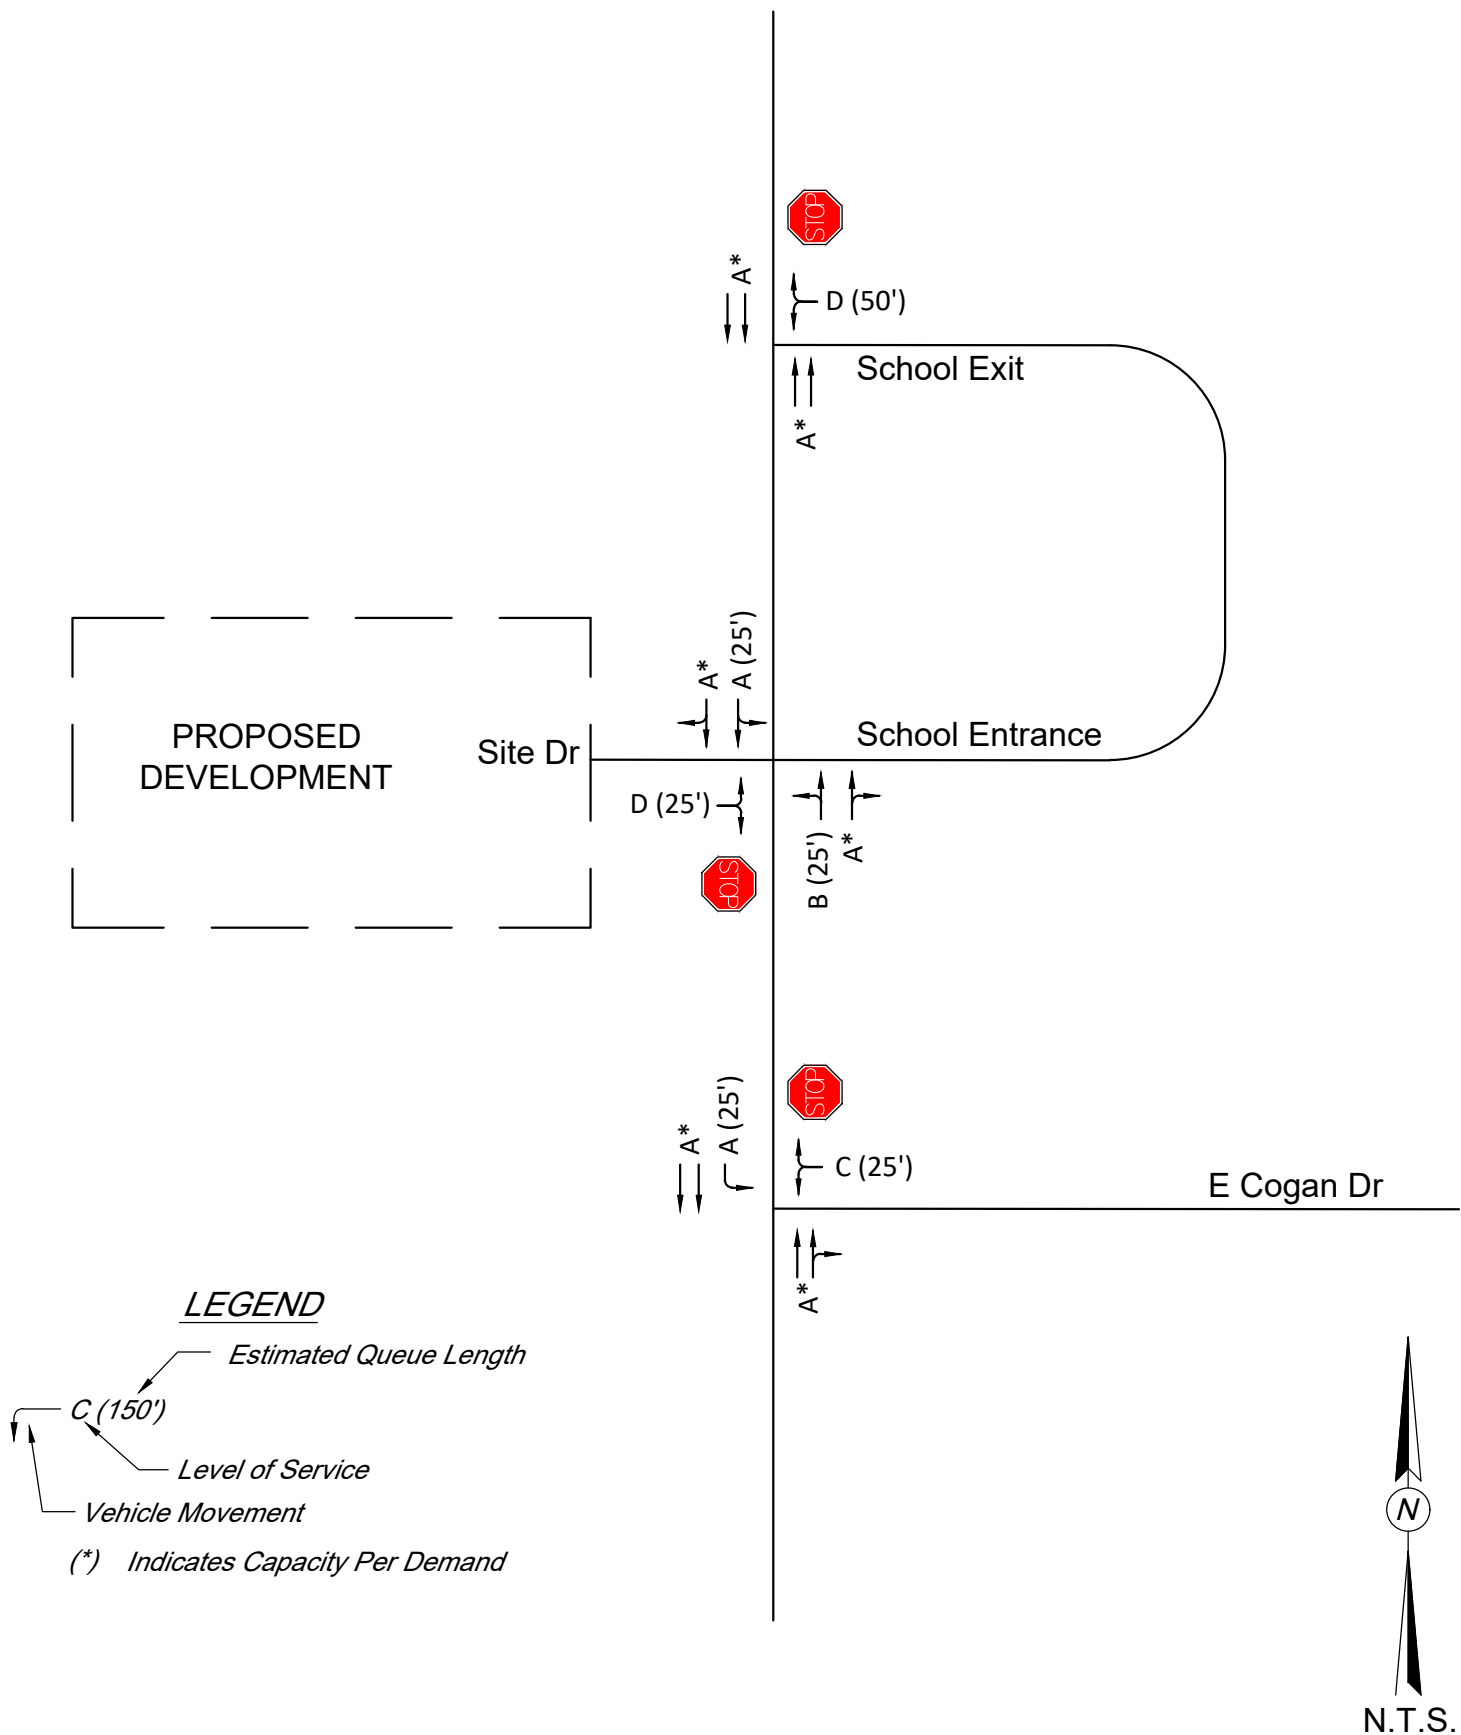 STOP
A*
D (50')
School Exit
A*
A*
A (25')
PROPOSED
DEVELOPMENT
Site Dr
School Entrance
D (25')
B (25')
A*
STOP
STOP
A*
A (25')
C (25')
E Cogan Dr
A*
LEGEND
Estimated Queue Length
C (150')
Level of Service
Vehicle Movement
(*) Indicates Capacity Per Demand
N
N.T.S.